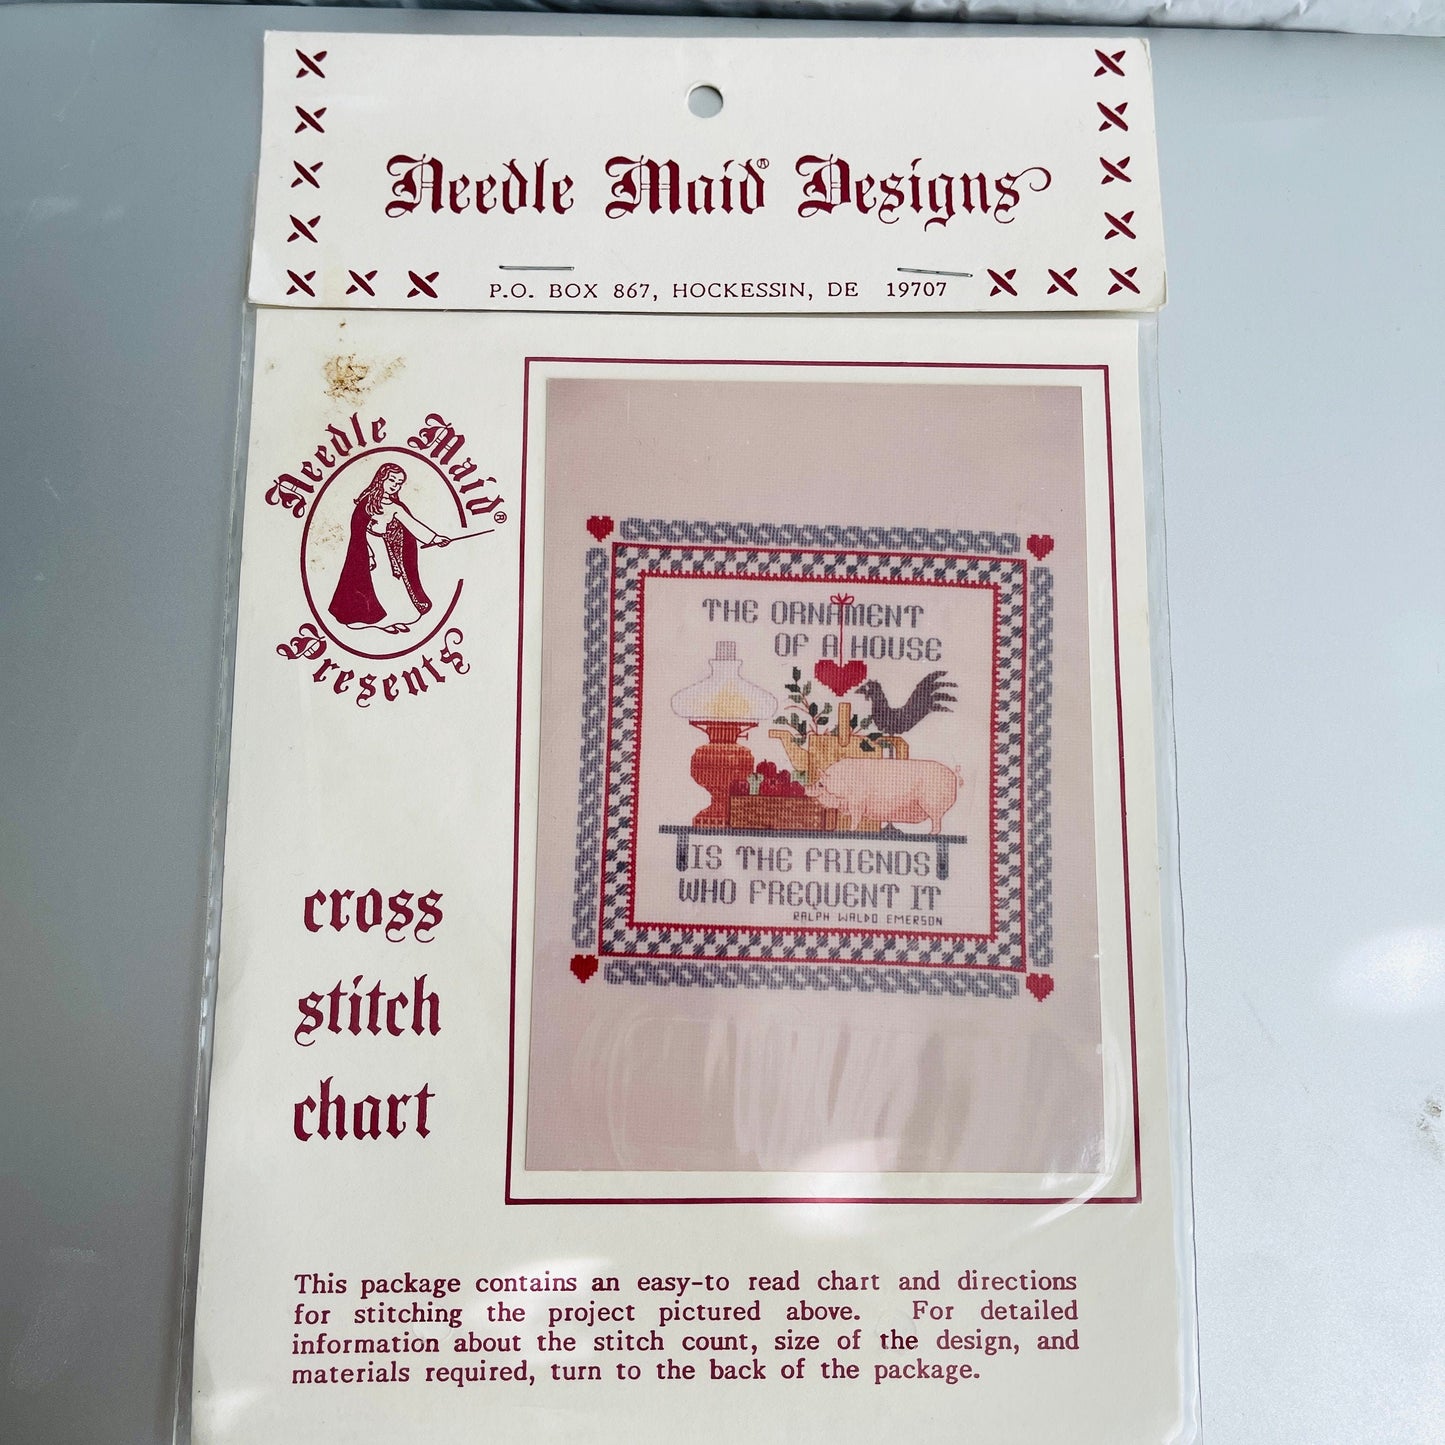 Needle Maid® Designs
P.O. BOX 867, HOCKESSIN, DE 19707
Needle Maid®
Presents
THE ORNAMENT
OF A HOUSE
IS THE FRIENDS
WHO FREQUENT IT
RALPH WALDO EMERSON
cross
stitch
chart
This package contains an easy-to read chart and directions
for stitching the project pictured above. For detailed
information about the stitch count, size of the design, and
materials required, turn to the back of the package.